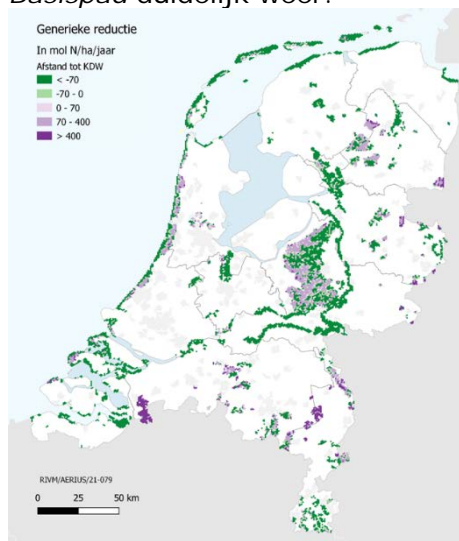 Basispad duidelijk weer?
Generieke reductie
In mol N/ha/jaar
Afstand tot KDW
< -70
-70 - 0
0 - 70
70 - 400
> 400
RIVM/AERIUS/21-079
0 25 50 km